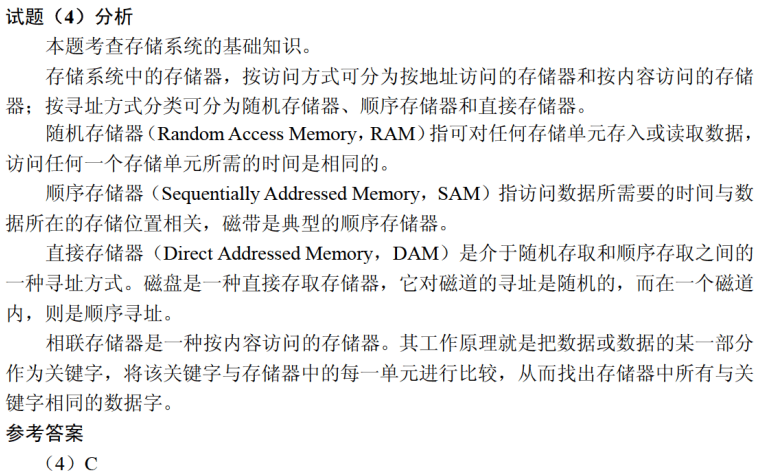 试题（4）分析
本题考查存储系统的基础知识。
存储系统中的存储器，按访问方式可分为按地址访问的存储器和按内容访问的存储
器；按寻址方式分类可分为随机存储器、顺序存储器和直接存储器。
随机存储器（Random Access Memory，RAM）指可对任何存储单元存入或读取数据，
访问任何一个存储单元所需的时间是相同的。
顺序存储器（Sequentially Addressed Memory，SAM）指访问数据所需要的时间与数
据所在的存储位置相关，磁带是典型的顺序存储器。
直接存储器（Direct Addressed Memory，DAM）是介于随机存取和顺序存取之间的
一种寻址方式。磁盘是一种直接存取存储器，它对磁道的寻址是随机的，而在一个磁道
内，则是顺序寻址。
相联存储器是一种按内容访问的存储器。其工作原理就是把数据或数据的某一部分
作为关键字，将该关键字与存储器中的每一单元进行比较，从而找出存储器中所有与关
键字相同的数据字。
参考答案
（4）C